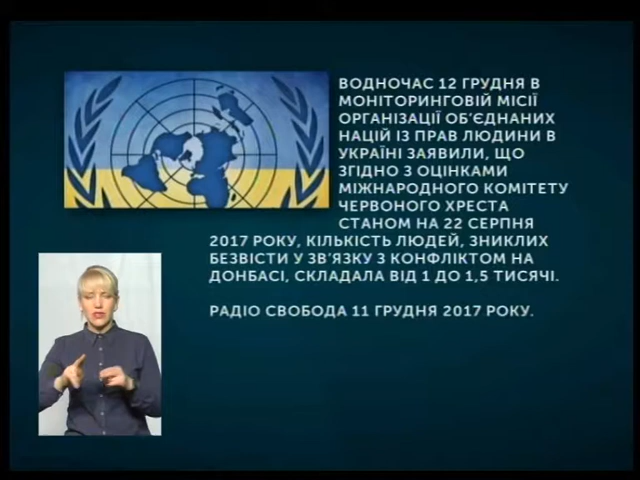 ВОДНОЧАС 12 ГРУДНЯ В
МОНІТОРИНГОВІЙ МІСІЇ
ОРГАНІЗАЦІЇ ОБ'ЄДНАНИХ
НАЦІЙ ІЗ ПРАВ ЛЮДИНИ В
УКРАЇНІ ЗАЯВИЛИ, ЩО
ЗГІДНО З ОЦІНКАМИ
МІЖНАРОДНОГО КОМІТЕТУ
ЧЕРВОНОГО ХРЕСТА
СТАНОМ НА 22 СЕРПНЯ
2017 РОКУ, КІЛЬКІСТЬ ЛЮДЕЙ, ЗНИКЛИХ
БЕЗВІСТИ У ЗВ'ЯЗКУ З КОНФЛІКТОМ НА
ДОНБАСІ, СКЛАДАЛА ВІД 1 ДО 1,5 ТИСЯЧІ.
РАДІО СВОБОДА 11 ГРУДНЯ 2017 РОКУ.